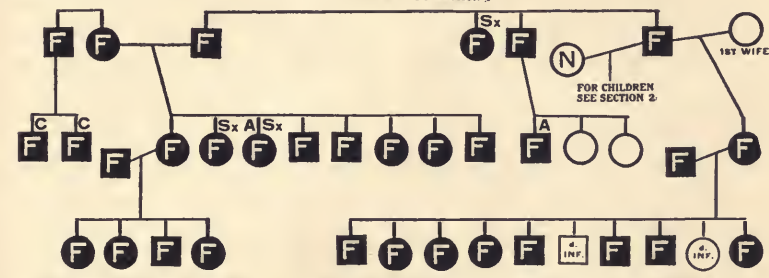 Sx
F F F F F N F 1ST WIFE
FOR CHILDREN
SEE SECTION 2.
C C Sx A Sx A
F F F F F F F F F F F F F F
F F F F F F F F F d. INF. F F d. INF. F